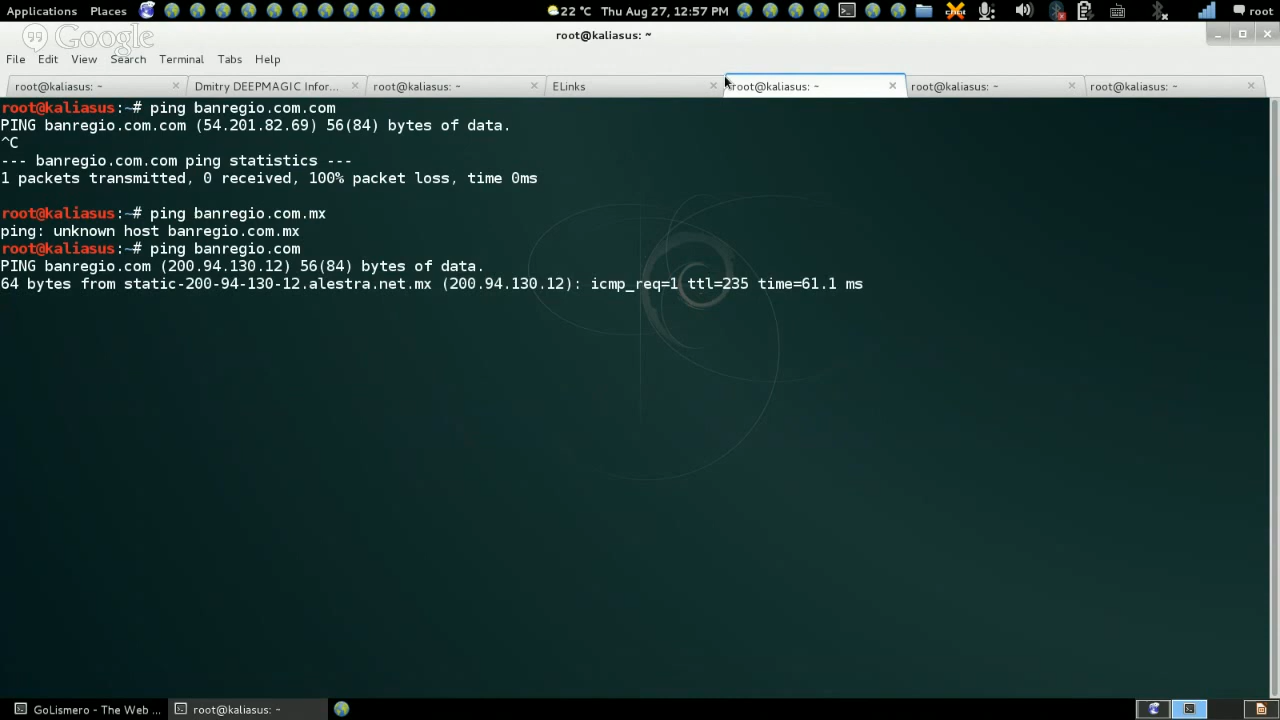 Applications Places 22 °C Thu Aug 27, 12:57 PM root
Google
root@kaliasus: ~
File Edit View Search Terminal Tabs Help
root@kaliasus: ~ Dmitry DEEPMAGIC Infor... root@kaliasus: ~ ELinks root@kaliasus: ~ root@kaliasus: ~ root@kaliasus: ~
root@kaliasus:~# ping banregio.com.com
PING banregio.com.com (54.201.82.69) 56(84) bytes of data.
^C
--- banregio.com.com ping statistics ---
1 packets transmitted, 0 received, 100% packet loss, time 0ms
root@kaliasus:~# ping banregio.com.mx
ping: unknown host banregio.com.mx
root@kaliasus:~# ping banregio.com
PING banregio.com (200.94.130.12) 56(84) bytes of data.
64 bytes from static-200-94-130-12.alestra.net.mx (200.94.130.12): icmp_req=1 ttl=235 time=61.1 ms
GoLismero - The Web ... root@kaliasus: ~